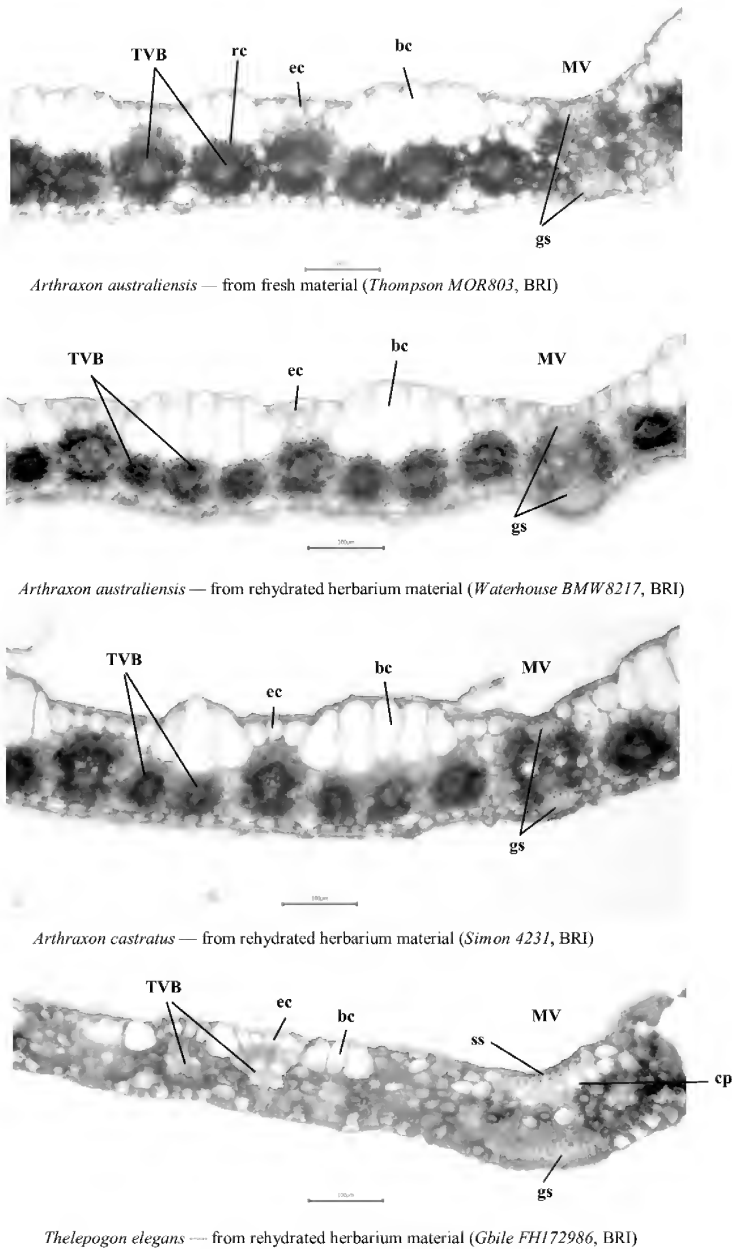 TVB rc ec bc MV
gs
Arthraxon australiensis — from fresh material (Thompson MOR803, BRI)
TVB ec bc MV
gs
100µm
Arthraxon australiensis — from rehydrated herbarium material (Waterhouse BMW8217, BRI)
TVB ec bc MV
gs
100µm
Arthraxon castratus — from rehydrated herbarium material (Simon 4231, BRI)
TVB ec bc ss MV
cp
gs
100µm
Thelepogon elegans — from rehydrated herbarium material (Gbile FH172986, BRI)